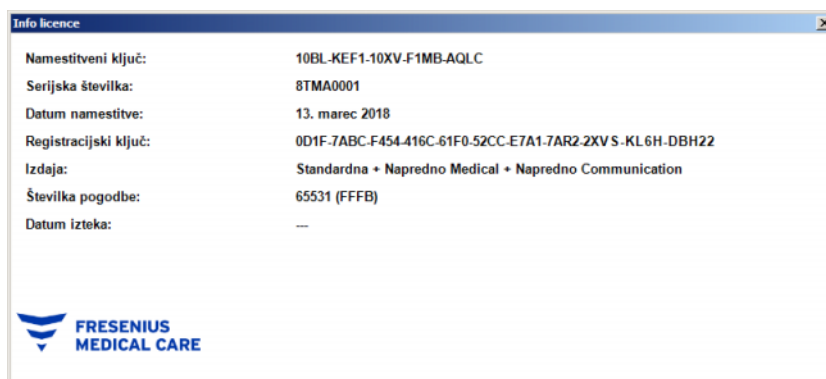 Info licence
Namestitveni ključ: 10BL-KEF1-10XV-F1MB-AQLC
Serijska številka: 8TMA0001
Datum namestitve: 13. marec 2018
Registracijski ključ: 0D1F-7ABC-F454-416C-61F0-52CC-E7A1-7AR2-2XVS-KL6H-DBH22
Izdaja: Standardna + Napredno Medical + Napredno Communication
Številka pogodbe: 65531 (FFFB)
Datum izteka: ---
FRESENIUS
MEDICAL CARE